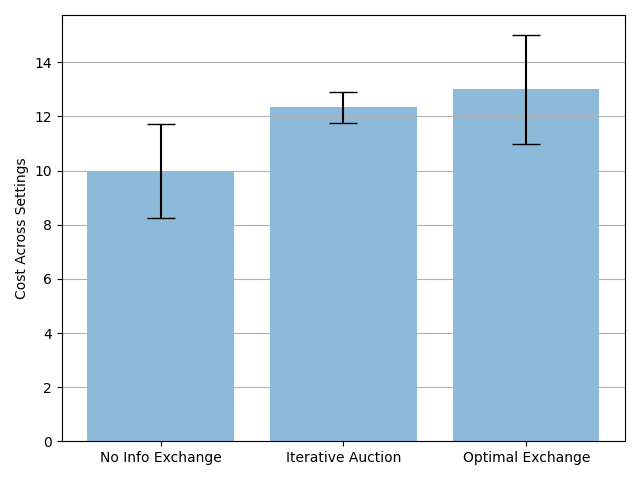 Cost Across Settings
14
12
10
8
6
4
2
0
No Info Exchange
Iterative Auction
Optimal Exchange